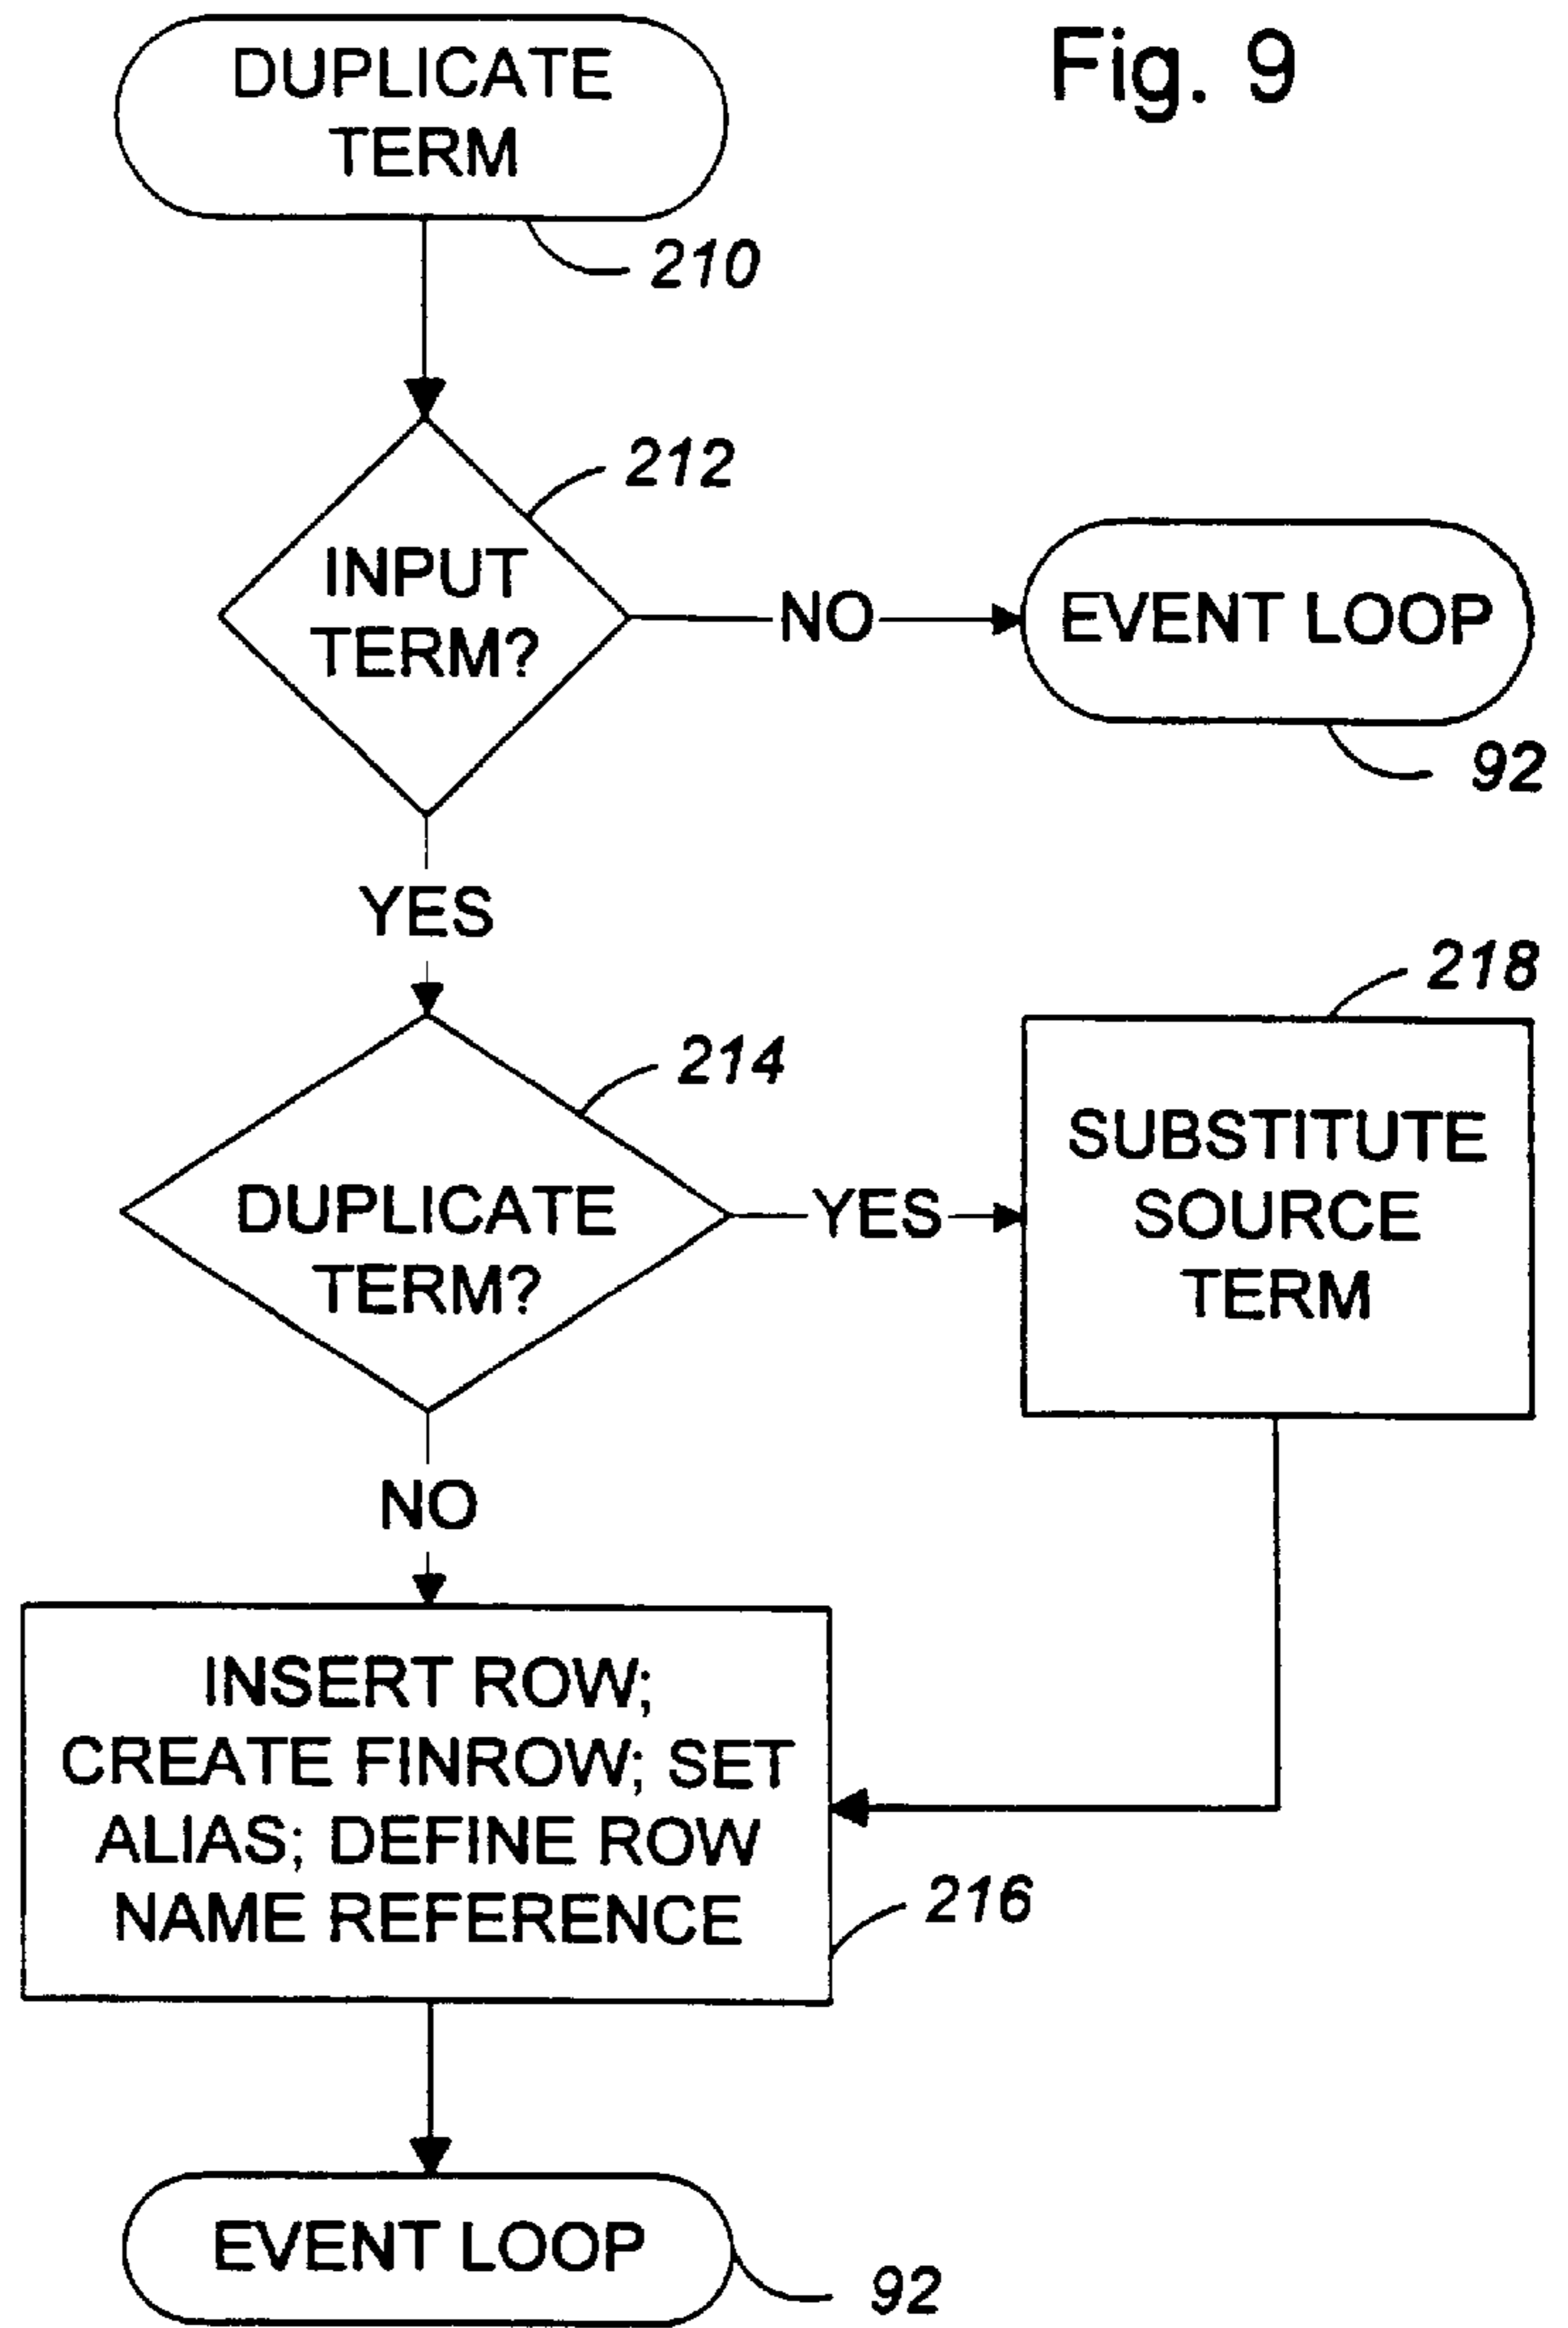 Fig. 9
DUPLICATE
TERM
210
212
INPUT
TERM?
NO
EVENT LOOP
92
YES
214
DUPLICATE
TERM?
YES
218
SUBSTITUTE
SOURCE
TERM
NO
INSERT ROW;
CREATE FINROW; SET
ALIAS; DEFINE ROW
NAME REFERENCE
216
EVENT LOOP
92